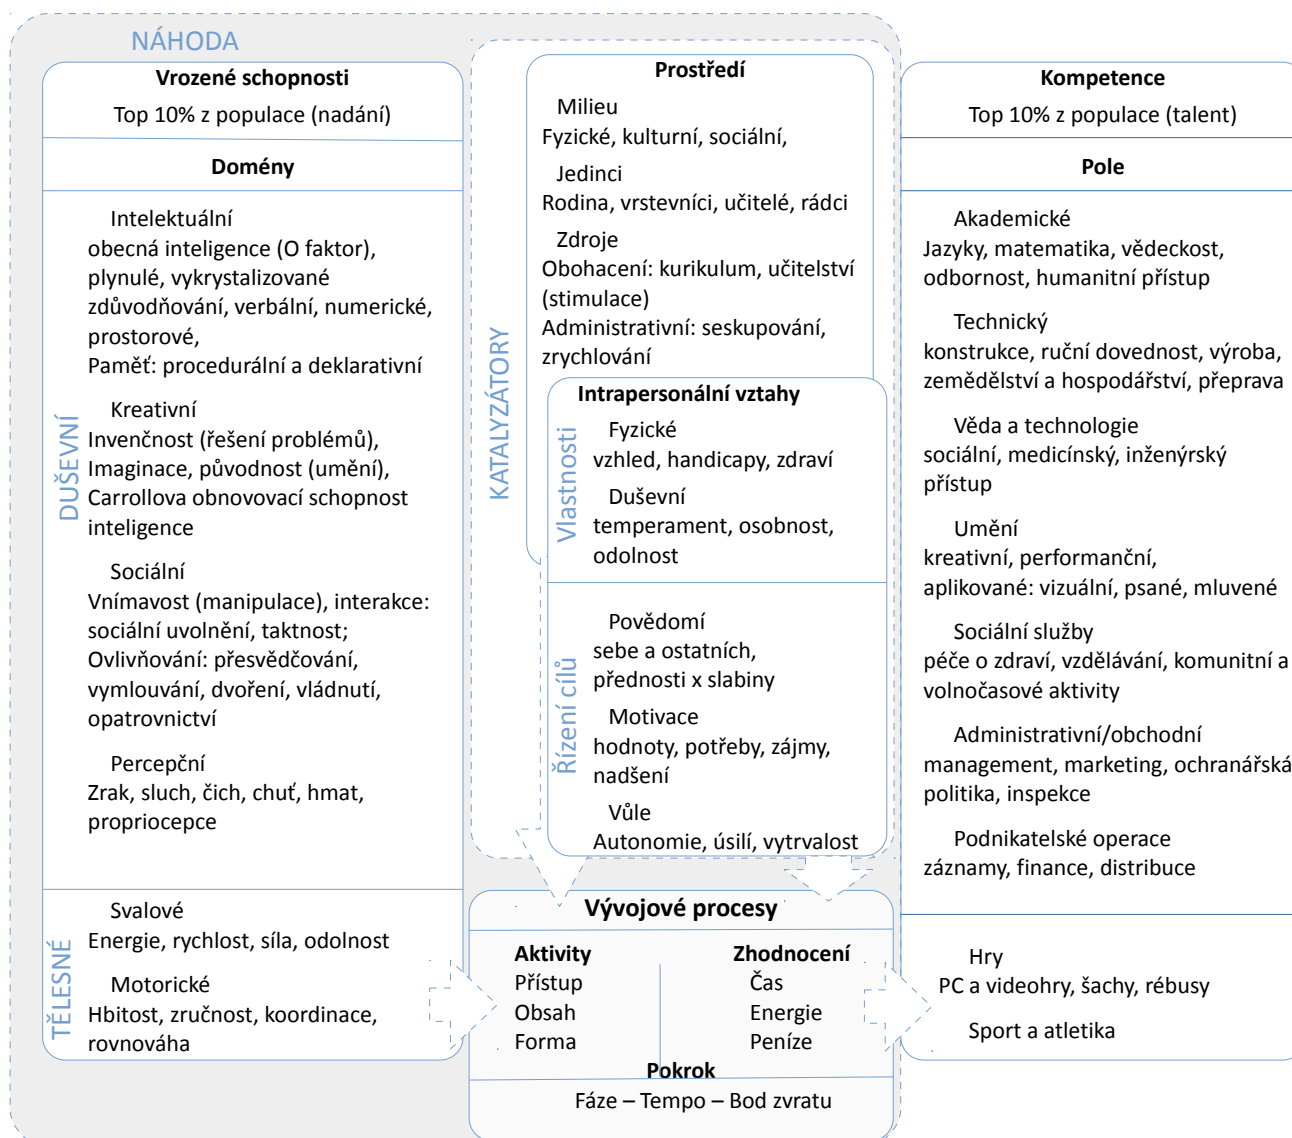 NÁHODA
Vrozené schopnosti
Top 10% z populace (nadání)
Domény
DUŠEVNÍ
Intelektuální
obecná inteligence (O faktor),
plynulé, vykrystalizované
zdůvodňování, verbální, numerické,
prostorové,
Paměť: procedurální a deklarativní
Kreativní
Invenčnost (řešení problémů),
Imaginace, původnost (umění),
Carrollova obnovovací schopnost
inteligence
Sociální
Vnímavost (manipulace), interakce:
sociální uvolnění, taktnost;
Ovlivňování: přesvědčování,
vymlouvání, dvoření, vládnutí,
opatrovnictví
Percepční
Zrak, sluch, čich, chuť, hmat,
propriocepce
TĚLESNÉ
Svalové
Energie, rychlost, síla, odolnost
Motorické
Hbitost, zručnost, koordinace,
rovnováha
KATALYZÁTORY
Prostředí
Milieu
Fyzické, kulturní, sociální,
Jedinci
Rodina, vrstevníci, učitelé, rádci
Zdroje
Obohacení: kurikulum, učitelství
(stimulace)
Administrativní: seskupování,
zrychlování
Intrapersonální vztahy
Vlastnosti
Fyzické
vzhled, handicapy, zdraví
Duševní
temperament, osobnost,
odolnost
Řízení cílů
Povědomí
sebe a ostatních,
přednosti x slabiny
Motivace
hodnoty, potřeby, zájmy,
nadšení
Vůle
Autonomie, úsilí, vytrvalost
Vývojové procesy
Aktivity
Přístup
Obsah
Forma
Zhodnocení
Čas
Energie
Peníze
Pokrok
Fáze – Tempo – Bod zvratu
Kompetence
Top 10% z populace (talent)
Pole
Akademické
Jazyky, matematika, vědeckost,
odbornost, humanitní přístup
Technický
konstrukce, ruční dovednost, výroba,
zemědělství a hospodářství, přeprava
Věda a technologie
sociální, medicínský, inženýrský
přístup
Umění
kreativní, performanční,
aplikované: vizuální, psané, mluvené
Sociální služby
péče o zdraví, vzdělávání, komunitní a
volnočasové aktivity
Administrativní/obchodní
management, marketing, ochranářská
politika, inspekce
Podnikatelské operace
záznamy, finance, distribuce
Hry
PC a videohry, šachy, rébusy
Sport a atletika